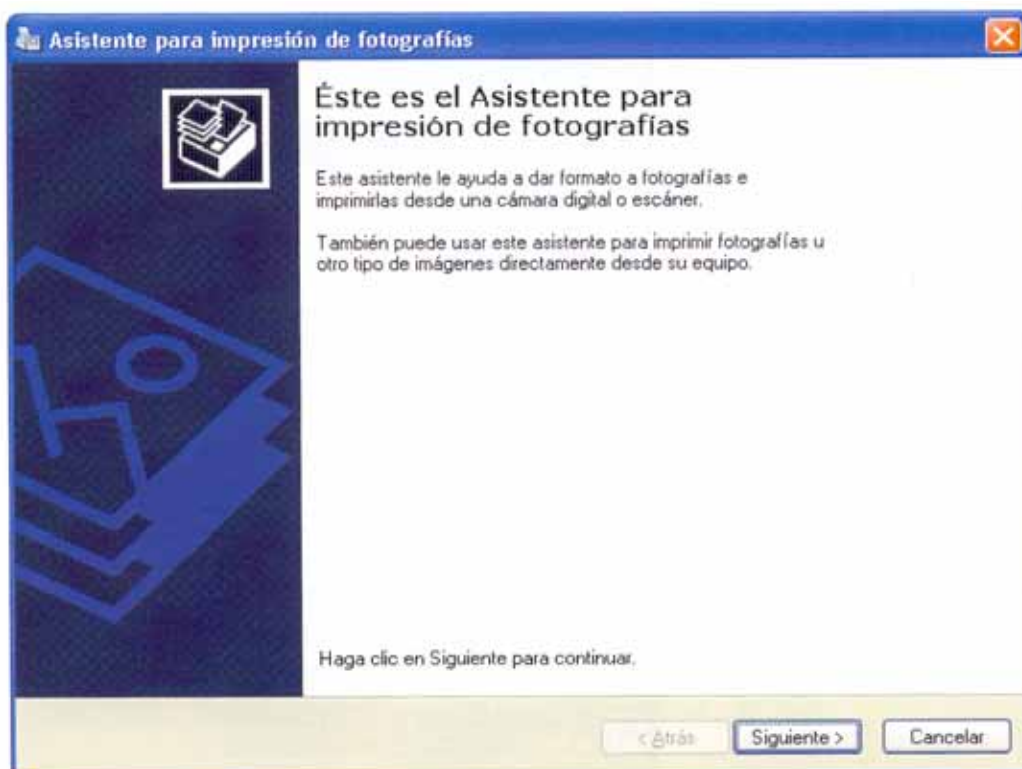 Asistente para impresión de fotografías
Éste es el Asistente para
impresión de fotografías
Este asistente le ayuda a dar formato a fotografías e
imprimirlas desde una cámara digital o escáner.
También puede usar este asistente para imprimir fotografías u
otro tipo de imágenes directamente desde su equipo.
Haga clic en Siguiente para continuar.
< Atrás Siguiente > Cancelar